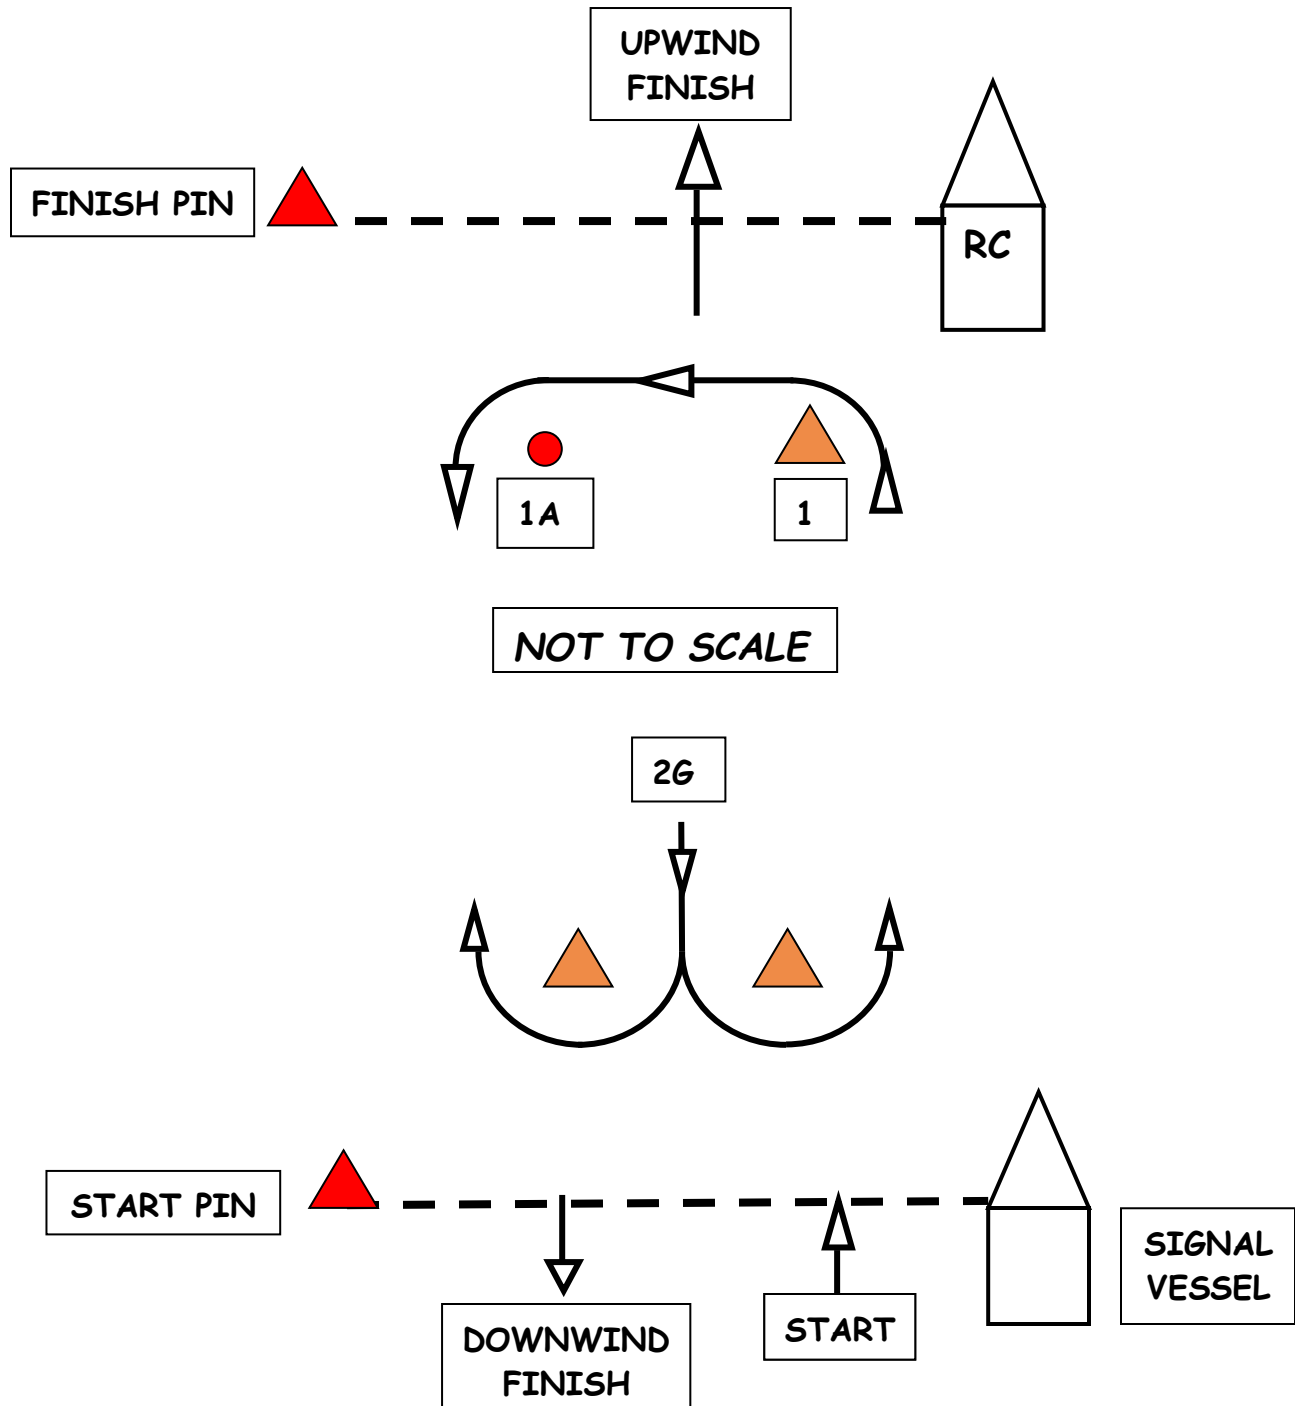 UPWIND
FINISH
FINISH PIN
RC
1A
1
NOT TO SCALE
2G
START PIN
SIGNAL
VESSEL
START
DOWNWIND
FINISH